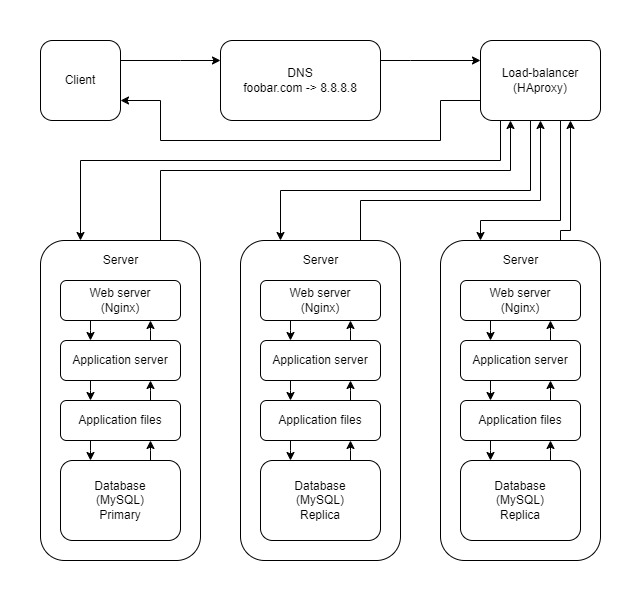 Client
DNS
foobar.com -> 8.8.8.8
Load-balancer
(HAproxy)
Server
Web server
(Nginx)
Application server
Application files
Database
(MySQL)
Primary
Server
Web server
(Nginx)
Application server
Application files
Database
(MySQL)
Replica
Server
Web server
(Nginx)
Application server
Application files
Database
(MySQL)
Replica